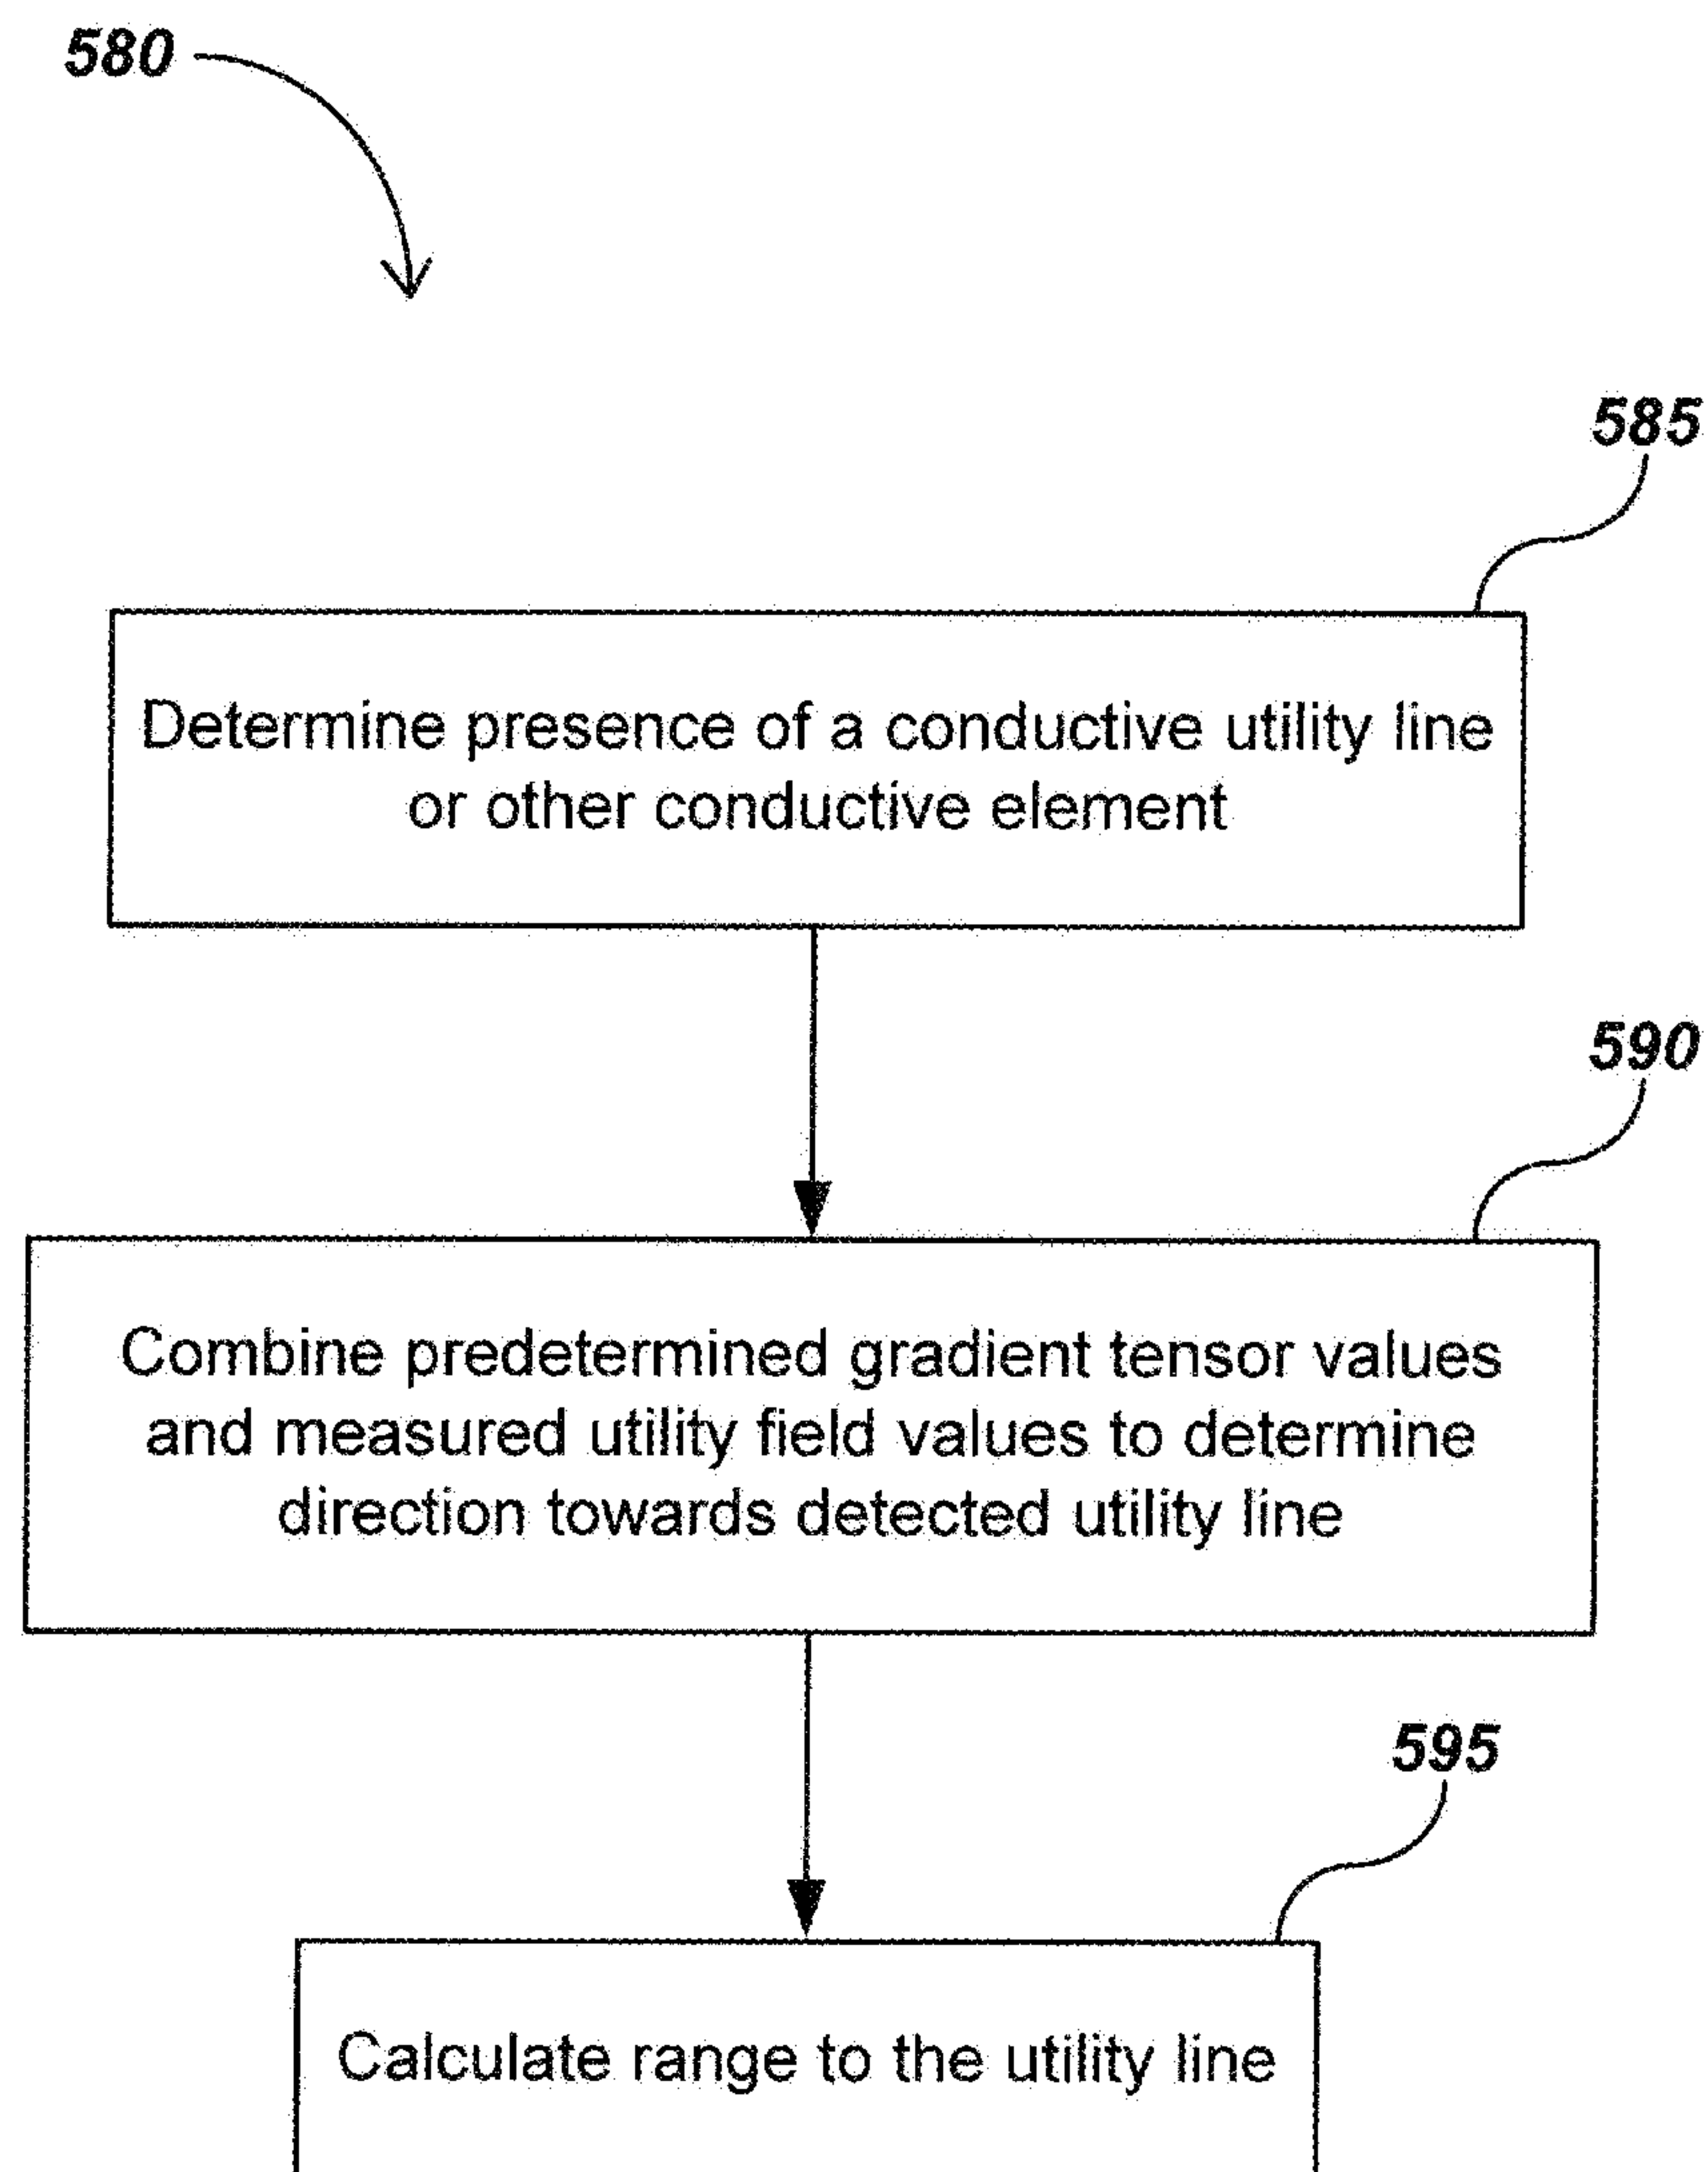 580
585
Determine presence of a conductive utility line
or other conductive element
590
Combine predetermined gradient tensor values
and measured utility field values to determine
direction towards detected utility line
595
Calculate range to the utility line